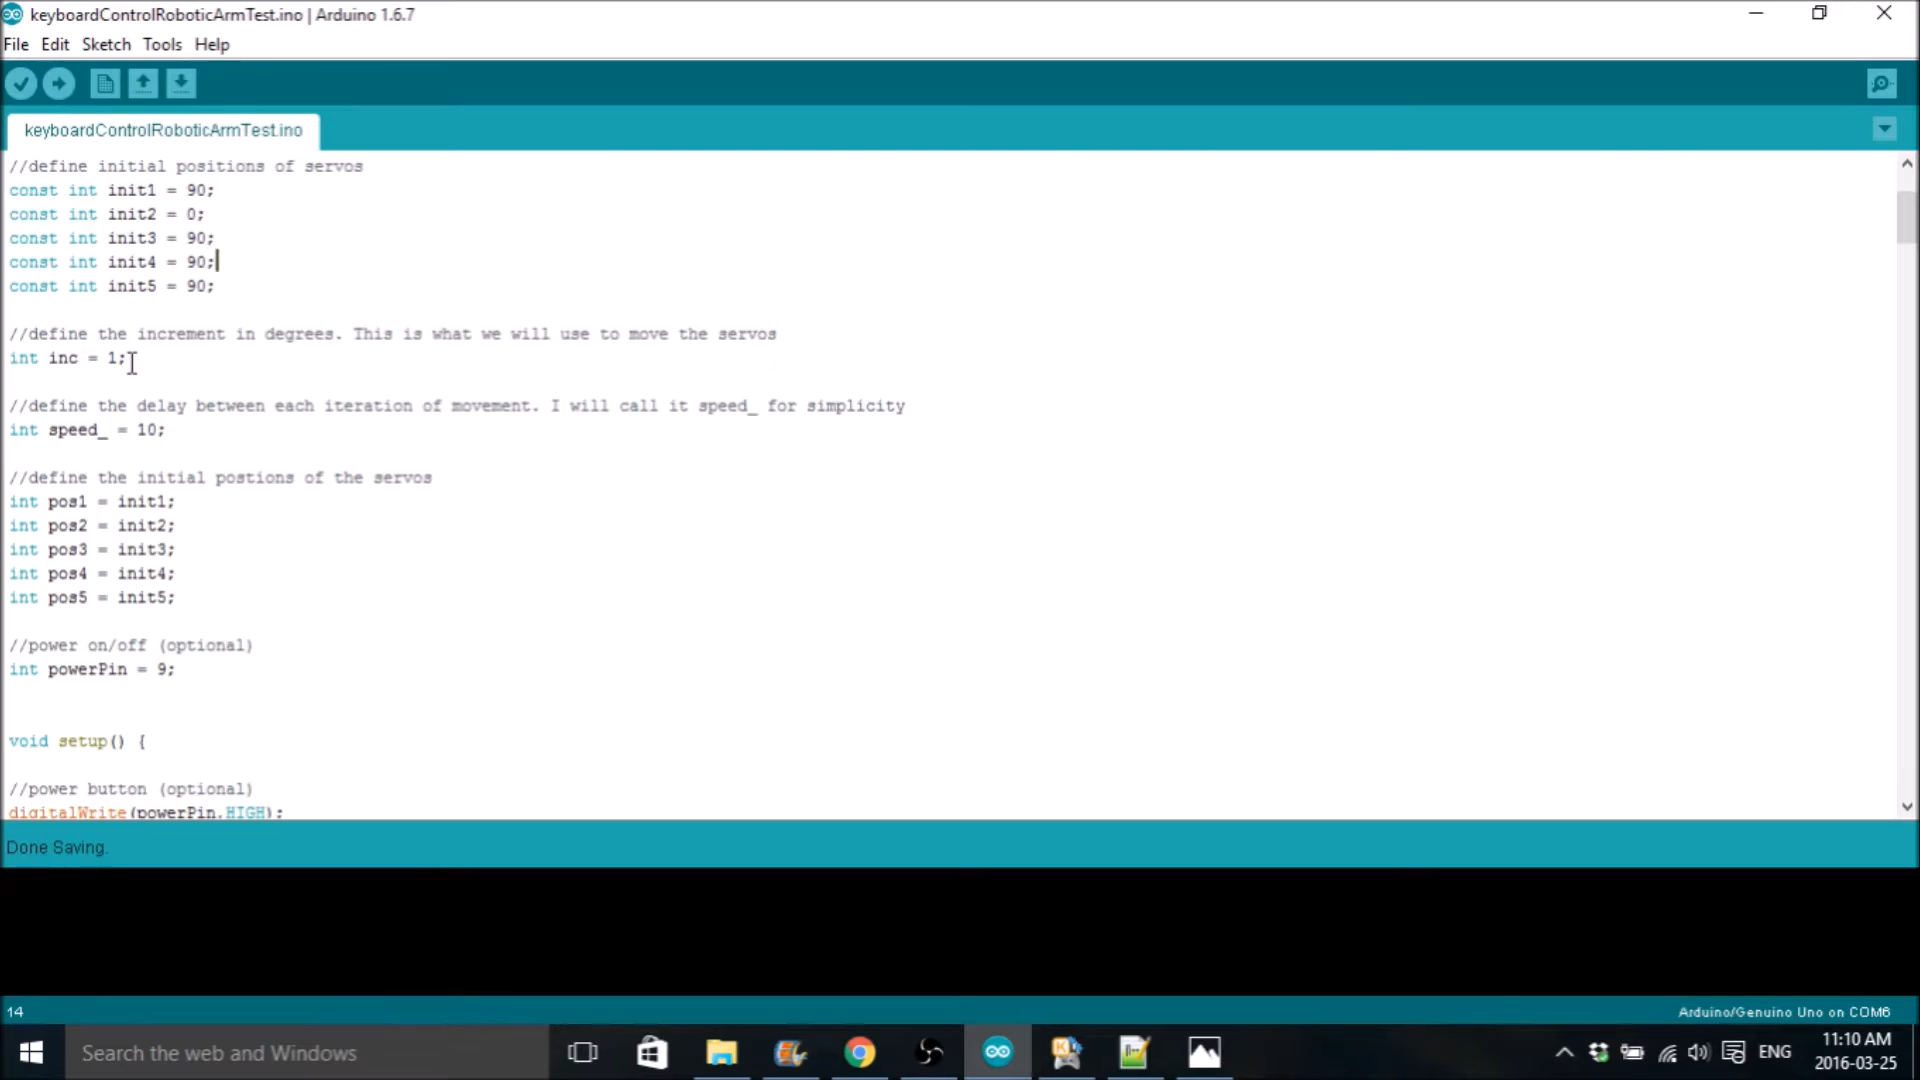 keyboardControlRoboticArmTest.ino | Arduino 1.6.7
File Edit Sketch Tools Help
keyboardControlRoboticArmTest.ino
//define initial positions of servos
const int init1 = 90;
const int init2 = 0;
const int init3 = 90;
const int init4 = 90;
const int init5 = 90;
//define the increment in degrees. This is what we will use to move the servos
int inc = 1;
//define the delay between each iteration of movement. I will call it speed_ for simplicity
int speed_ = 10;
//define the initial postions of the servos
int pos1 = init1;
int pos2 = init2;
int pos3 = init3;
int pos4 = init4;
int pos5 = init5;
//power on/off (optional)
int powerPin = 9;
void setup() {
//power button (optional)
digitalWrite(powerPin,HIGH);
Done Saving.
14
Arduino/Genuino Uno on COM6
Search the web and Windows
ENG
11:10 AM
2016-03-25